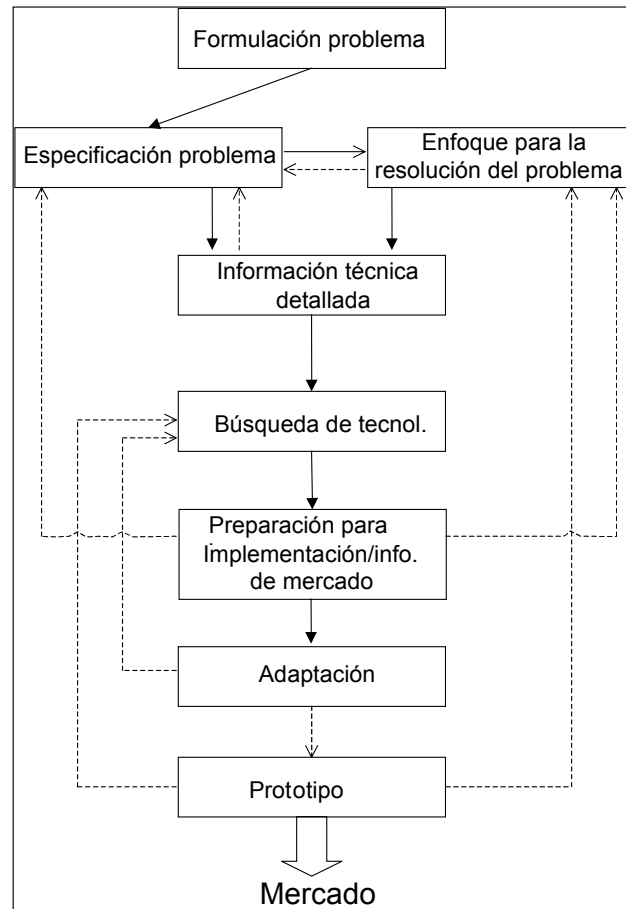 Formulación problema
Especificación problema
Enfoque para la
resolución del problema
Información técnica
detallada
Búsqueda de tecnol.
Preparación para
Implementación/info.
de mercado
Adaptación
Prototipo
Mercado